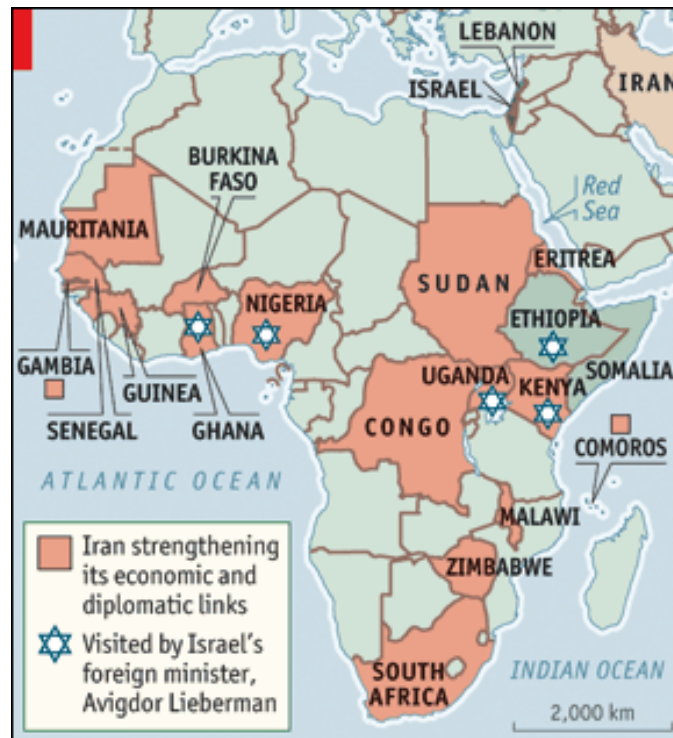 LEBANON
ISRAEL
IRAN
BURKINA
FASO
Red
Sea
MAURITANIA
ERITREA
SUDAN
NIGERIA
ETHIOPIA
GAMBIA
GUINEA
UGANDA
KENYA
SOMALIA
SENEGAL
GHANA
CONGO
COMOROS
ATLANTIC OCEAN
MALAWI
Iran strengthening
its economic and
diplomatic links
ZIMBABWE
Visited by Israel's
foreign minister,
Avigdor Lieberman
SOUTH
AFRICA
INDIAN OCEAN
2,000 km